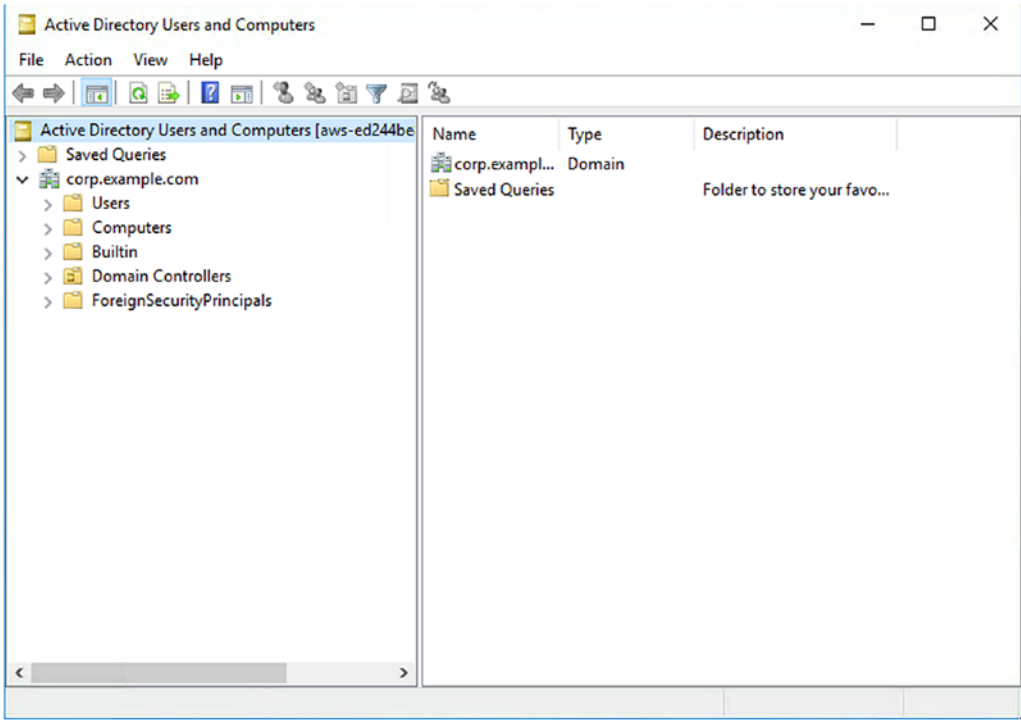 Active Directory Users and Computers
File Action View Help
Active Directory Users and Computers [aws-ed244be
Saved Queries
corp.example.com
Users
Computers
Builtin
Domain Controllers
ForeignSecurityPrincipals
Name Type Description
corp.exampl... Domain
Saved Queries Folder to store your favo...